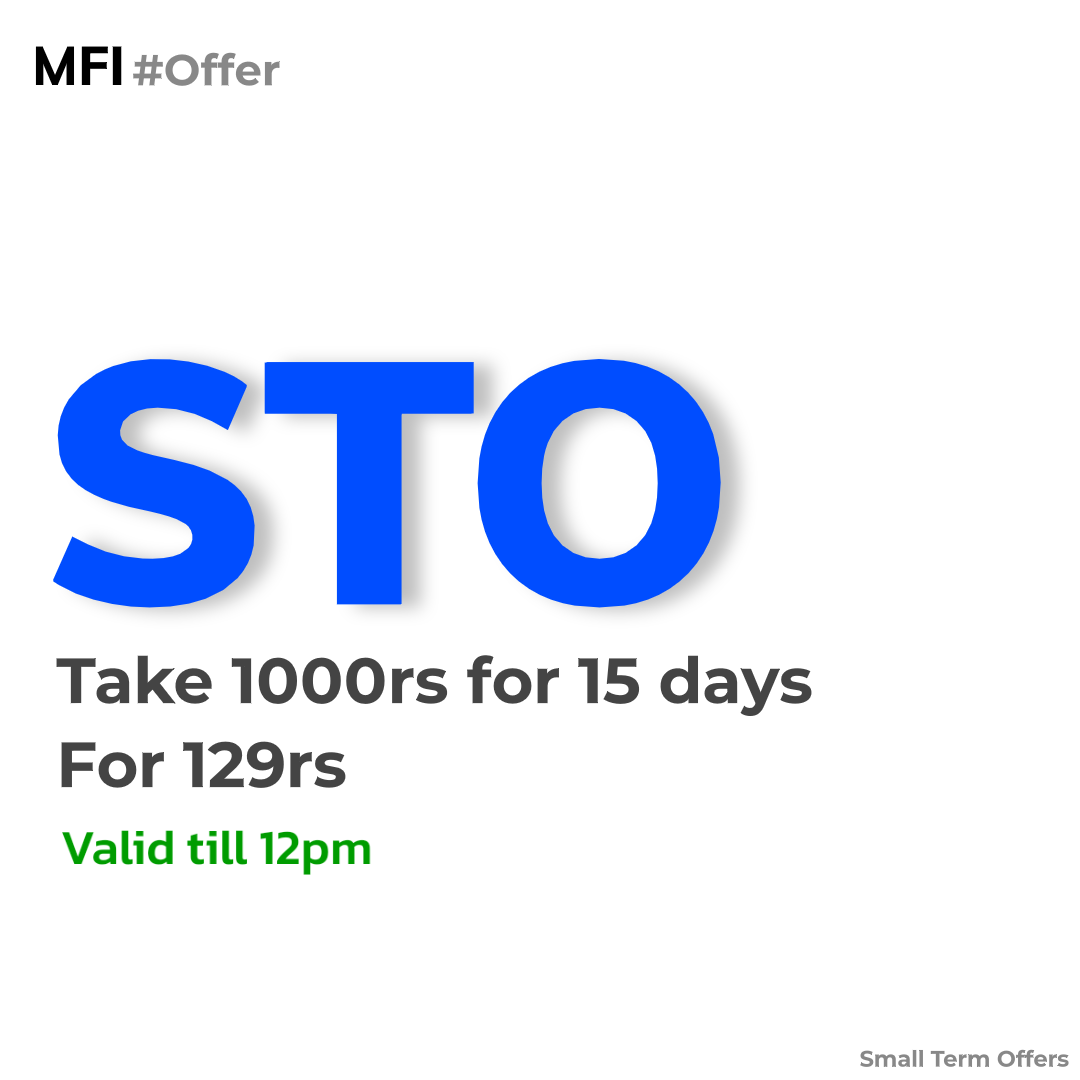 MFI #Offer
STO
Take 1000rs for 15 days
For 129rs
Valid till 12pm
Small Term Offers